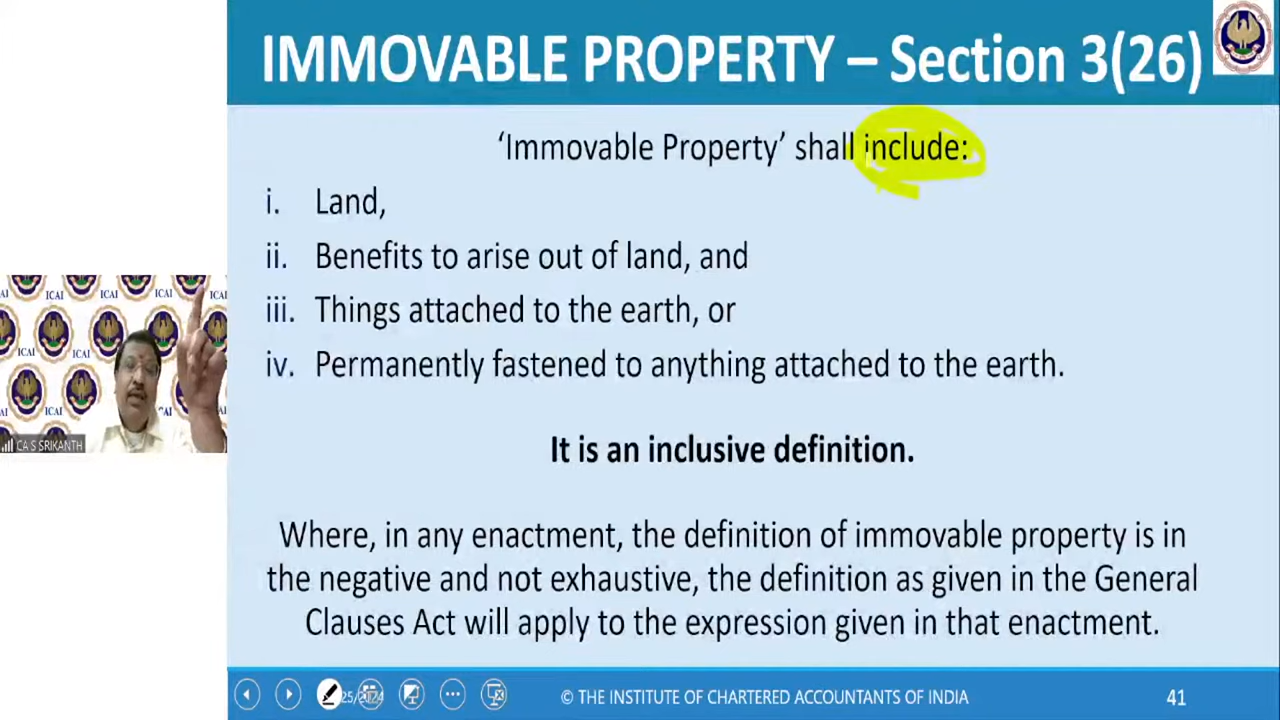 IMMOVABLE PROPERTY – Section 3(26)
‘Immovable Property’ shall include:
i. Land,
ii. Benefits to arise out of land, and
iii. Things attached to the earth, or
iv. Permanently fastened to anything attached to the earth.
It is an inclusive definition.
Where, in any enactment, the definition of immovable property is in
the negative and not exhaustive, the definition as given in the General
Clauses Act will apply to the expression given in that enactment.
ICAI
ICAI
ICAI
CA S SRIKANTH
© THE INSTITUTE OF CHARTERED ACCOUNTANTS OF INDIA
41